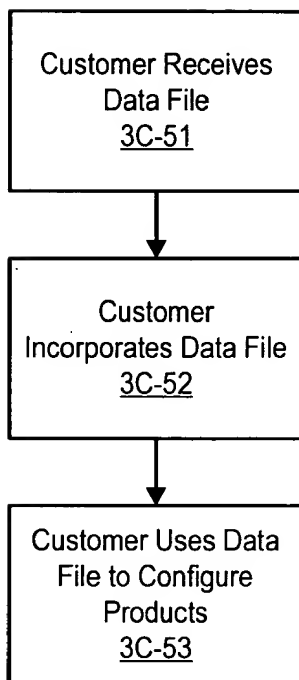 Customer Receives
Data File
3C-51
Customer
Incorporates Data File
3C-52
Customer Uses Data
File to Configure
Products
3C-53